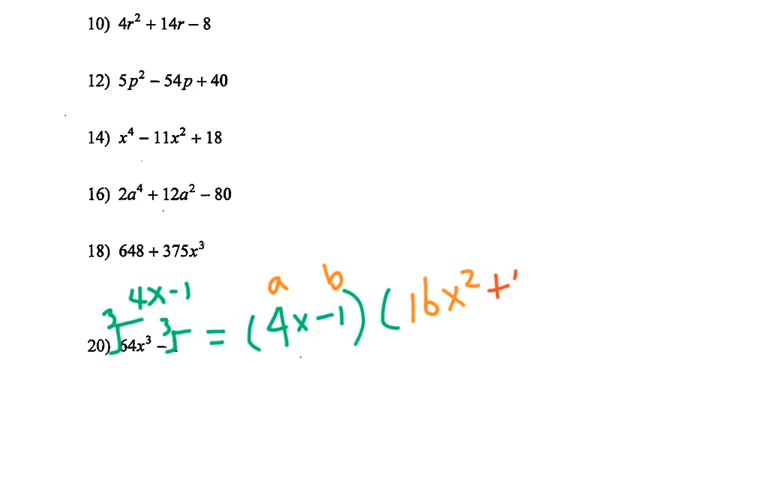 10) 4r² + 14r − 8
12) 5p² − 54p + 40
14) x⁴ − 11x² + 18
16) 2a⁴ + 12a² − 80
18) 648 + 375x³
4x-1
a b
20) ∛64x³ − ∛ = (4x-1)(16x² +